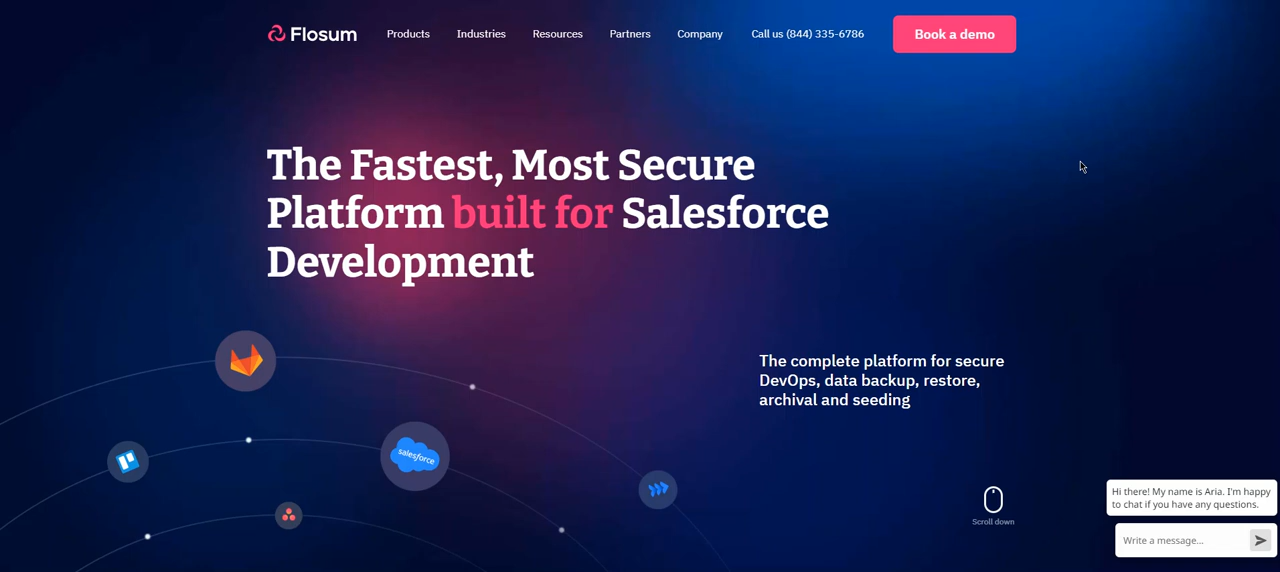 Flosum
Products
Industries
Resources
Partners
Company
Call us (844) 335-6786
Book a demo
The Fastest, Most Secure
Platform built for Salesforce
Development
salesforce
The complete platform for secure
DevOps, data backup, restore,
archival and seeding
Scroll down
Hi there! My name is Aria. I'm happy
to chat if you have any questions.
Write a message...